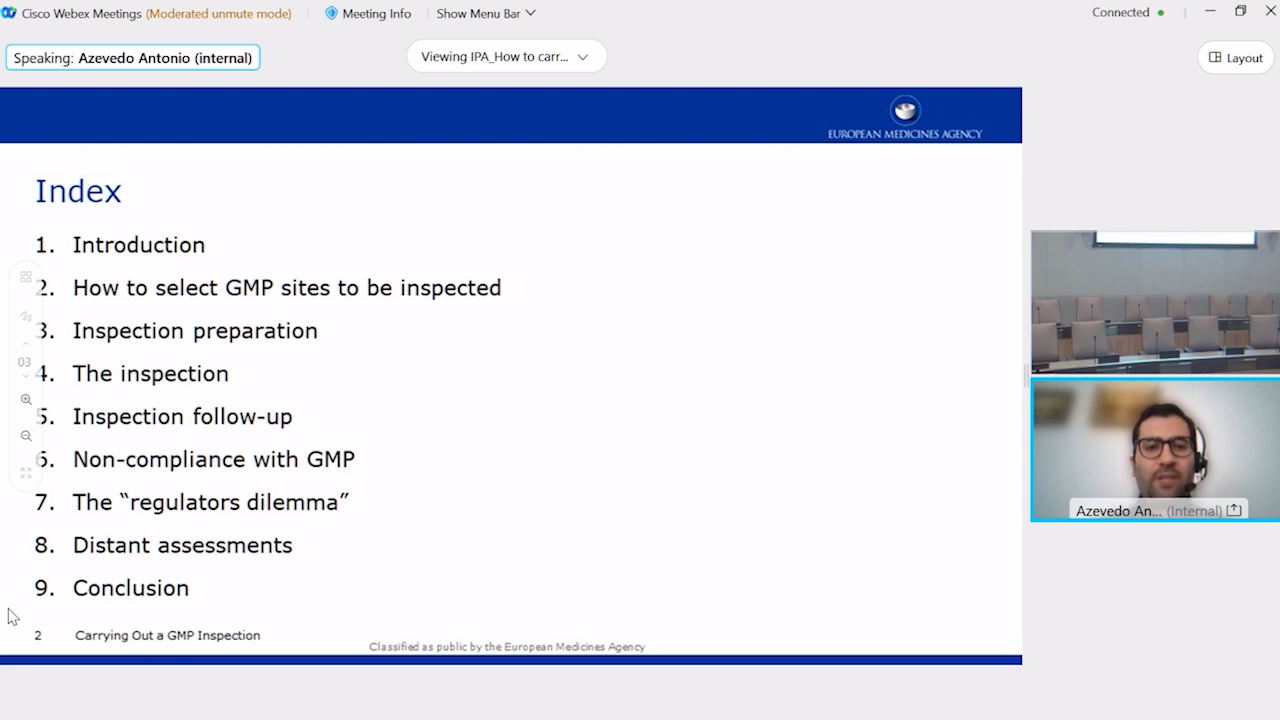 Cisco Webex Meetings (Moderated unmute mode) Meeting Info Show Menu Bar Connected
Speaking: Azevedo Antonio (internal) Viewing IPA_How to carr... Layout
EUROPEAN MEDICINES AGENCY
Index
1. Introduction
2. How to select GMP sites to be inspected
3. Inspection preparation
03
4. The inspection
5. Inspection follow-up
6. Non-compliance with GMP
7. The “regulators dilemma”
8. Distant assessments
9. Conclusion
2 Carrying Out a GMP Inspection
Classified as public by the European Medicines Agency
Azevedo An... (Internal)